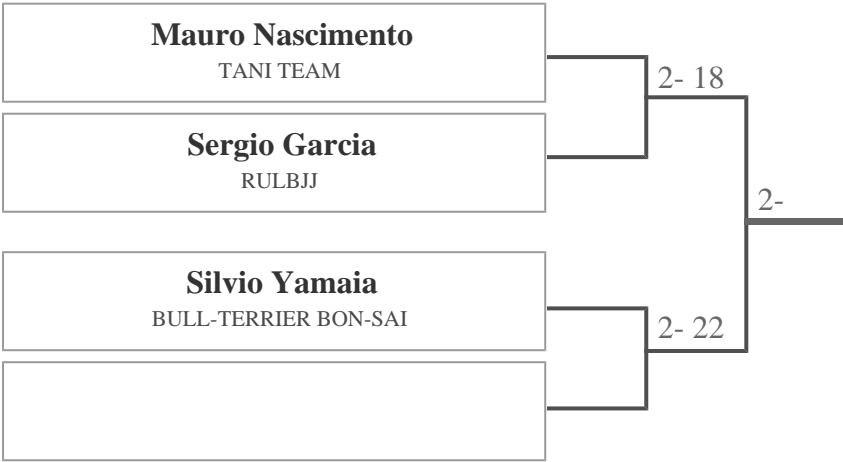 Mauro Nascimento
TANI TEAM
2- 18
Sergio Garcia
RULBJJ
2-
Silvio Yamaia
BULL-TERRIER BON-SAI
2- 22